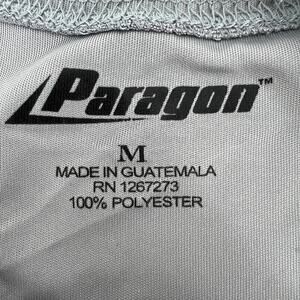 Paragon™
M
MADE IN GUATEMALA
RN 1267273
100% POLYESTER